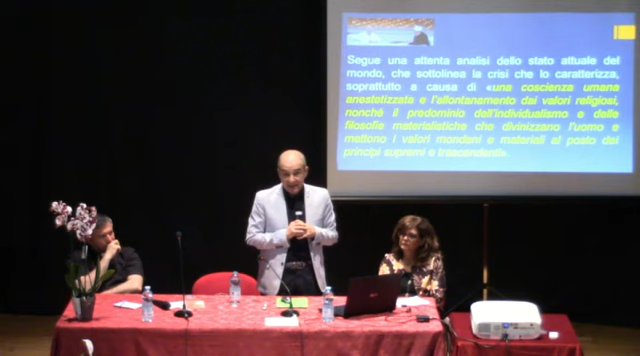 Segue una attenta analisi dello stato attuale del
mondo, che sottolinea la crisi che lo caratterizza,
soprattutto a causa di «una coscienza umana
anestetizzata e l'allontanamento dai valori religiosi,
nonché il predominio dell'individualismo e delle
filosofie materialistiche che divinizzano l'uomo e
mettono i valori mondani e materiali al posto dei
principi supremi e trascendenti».